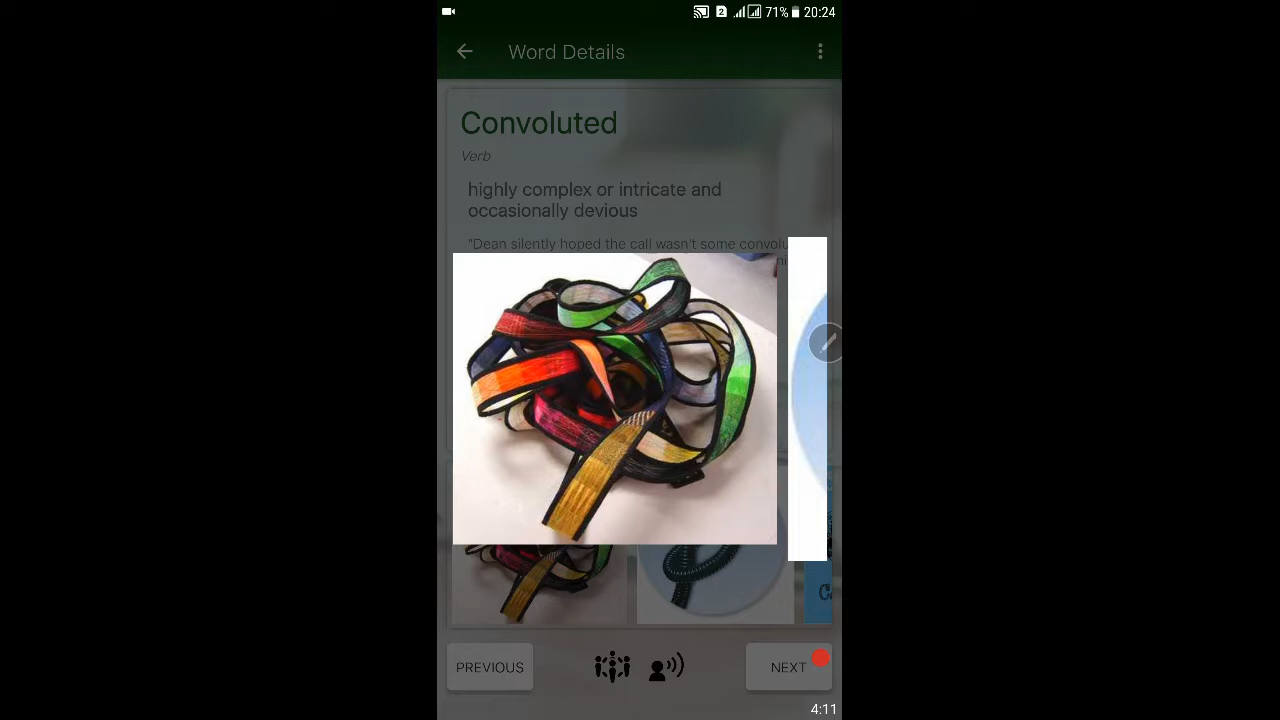 71% 20:24
Word Details
Convoluted
Verb
highly complex or intricate and
occasionally devious
"Dean silently hoped the call wasn't some convolu
PREVIOUS
NEXT
4:11